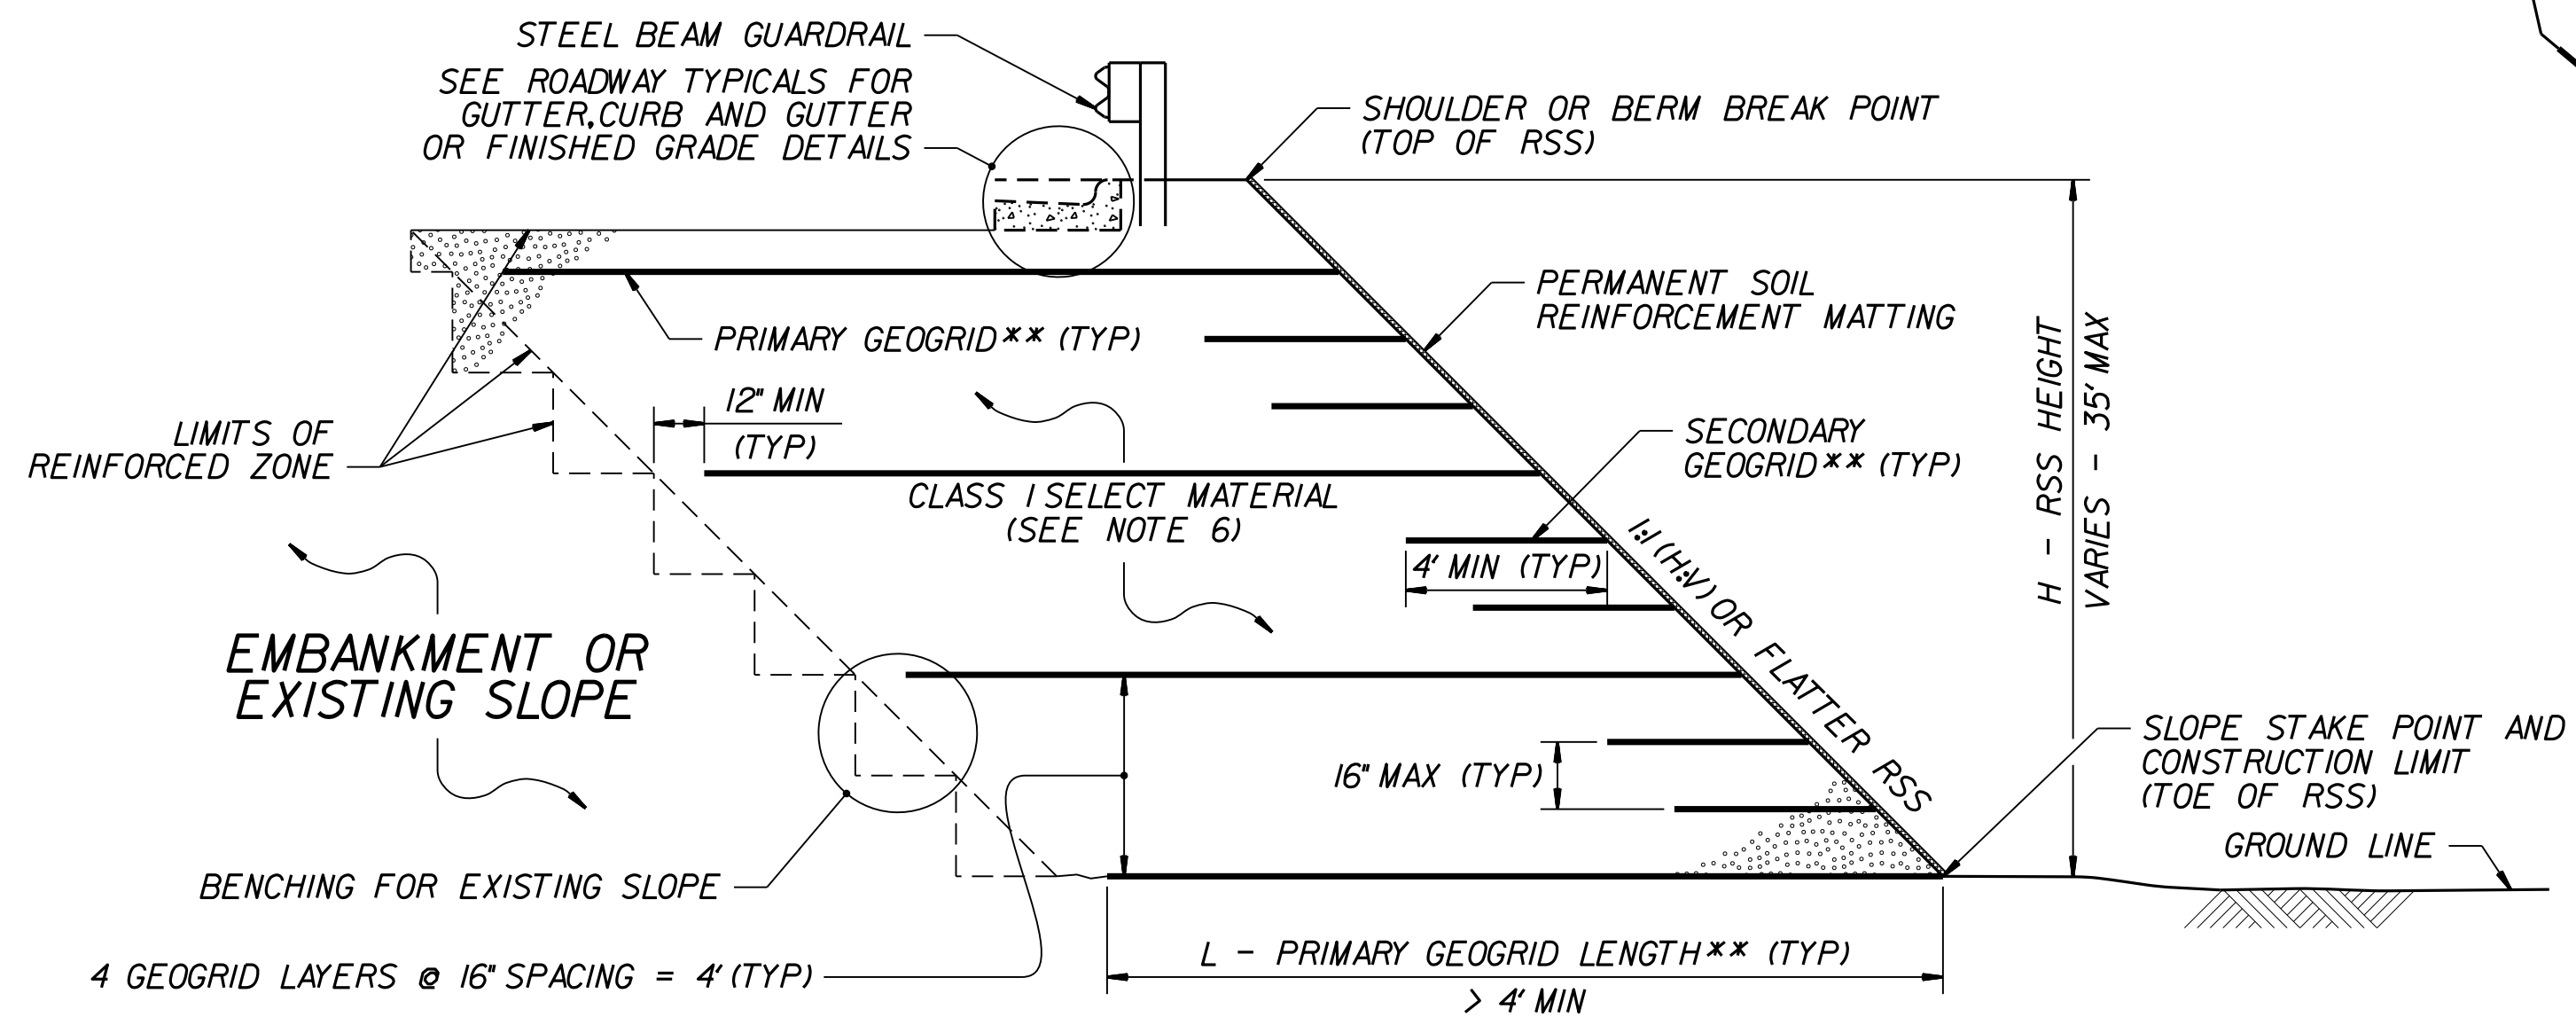 STEEL BEAM GUARDRAIL
SEE ROADWAY TYPICALS FOR
GUTTER, CURB AND GUTTER
OR FINISHED GRADE DETAILS
SHOULDER OR BERM BREAK POINT
(TOP OF RSS)
PERMANENT SOIL
REINFORCEMENT MATTING
PRIMARY GEOGRID** (TYP)
12" MIN
(TYP)
LIMITS OF
REINFORCED ZONE
SECONDARY
GEOGRID** (TYP)
CLASS I SELECT MATERIAL
(SEE NOTE 6)
4' MIN (TYP)
1:1 (H:V) OR FLATTER RSS
H - RSS HEIGHT
VARIES - 35' MAX
EMBANKMENT OR
EXISTING SLOPE
16" MAX (TYP)
SLOPE STAKE POINT AND
CONSTRUCTION LIMIT
(TOE OF RSS)
GROUND LINE
BENCHING FOR EXISTING SLOPE
4 GEOGRID LAYERS @ 16" SPACING = 4' (TYP)
L - PRIMARY GEOGRID LENGTH** (TYP)
> 4' MIN